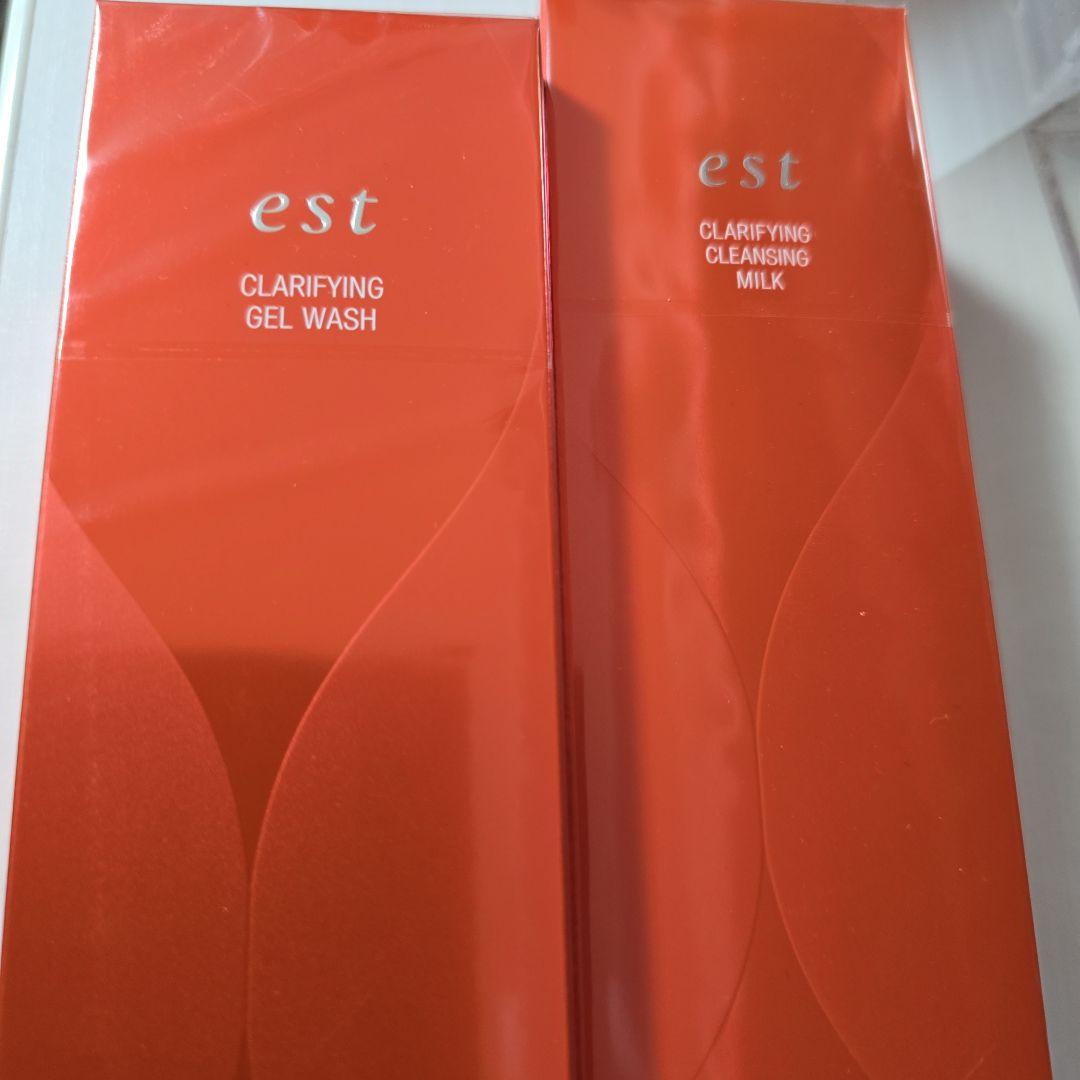 est
CLARIFYING
GEL WASH
est
CLARIFYING
CLEANSING
MILK